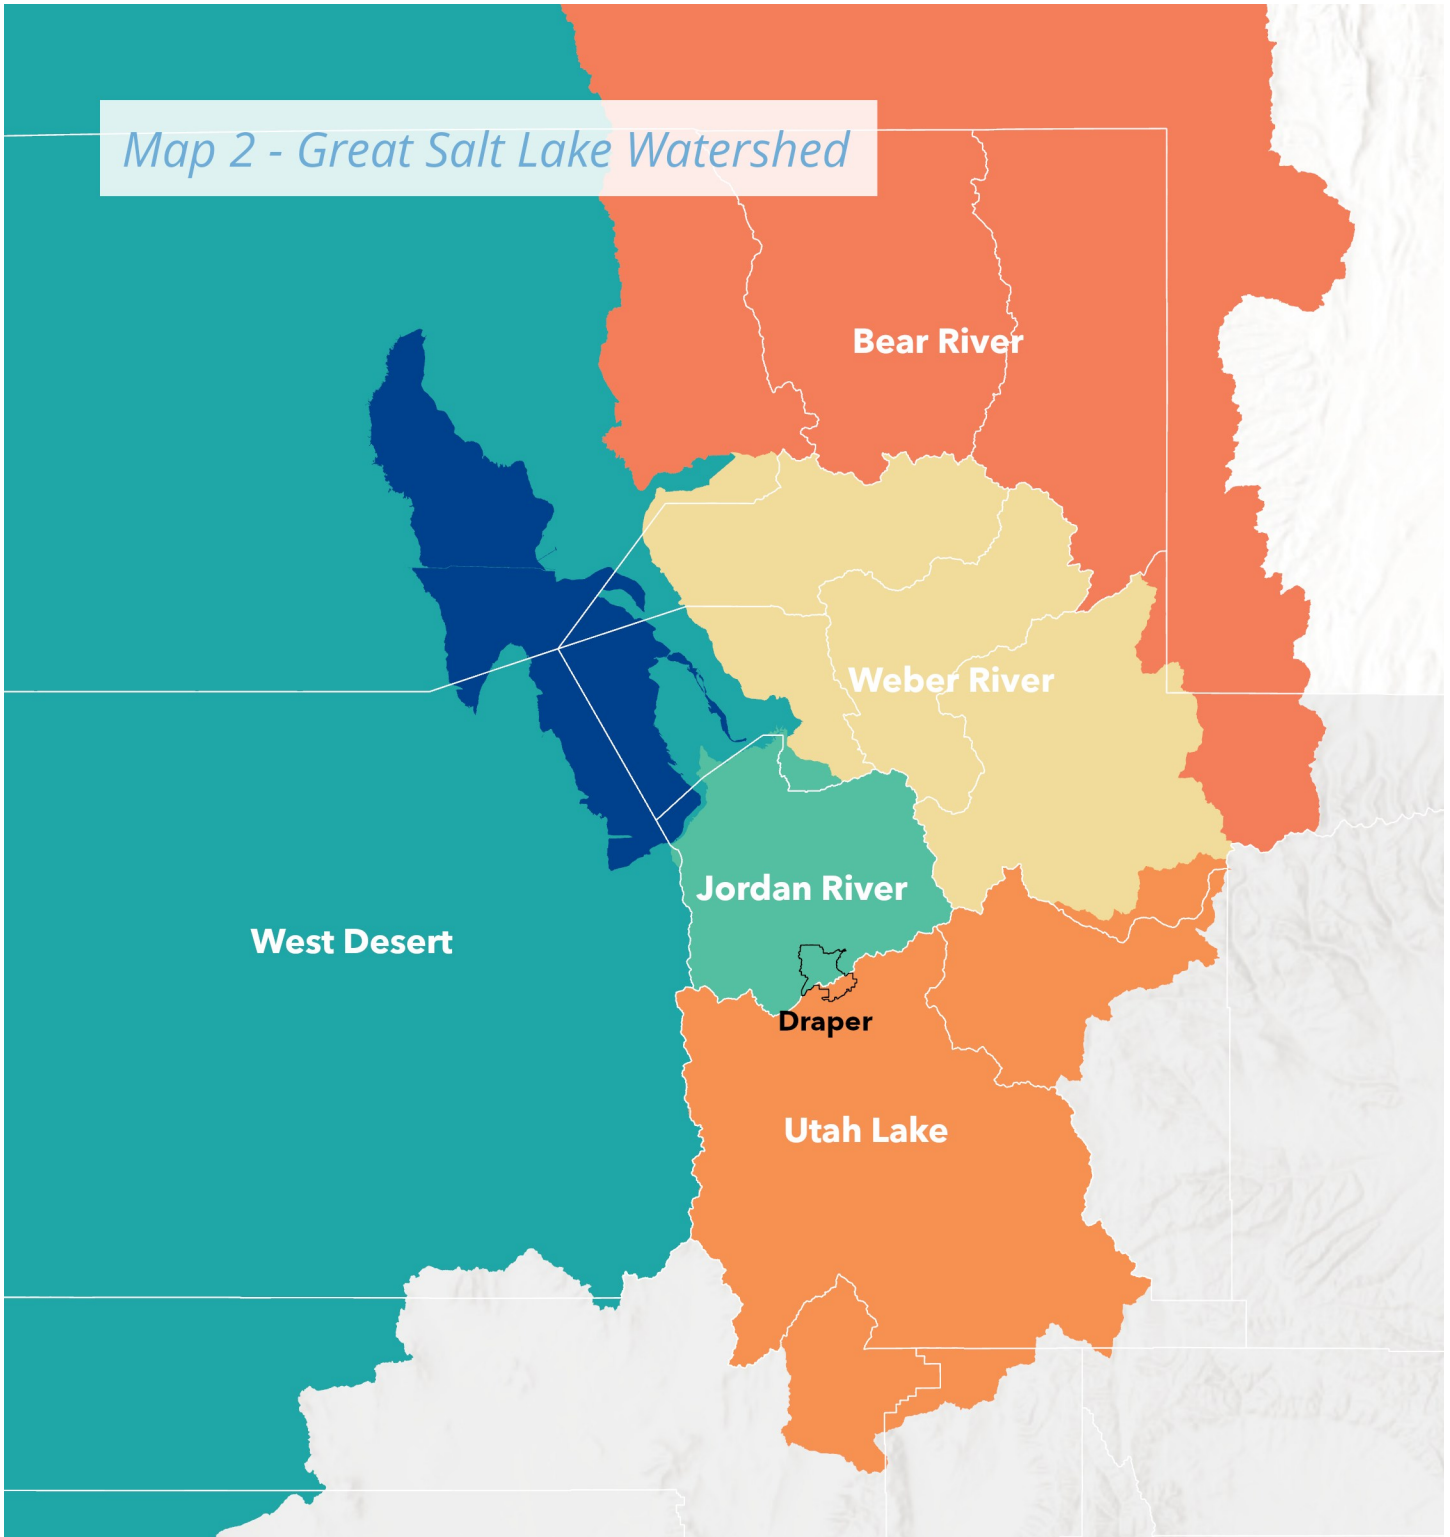 Map 2 - Great Salt Lake Watershed
Bear River
Weber River
Jordan River
West Desert
Draper
Utah Lake